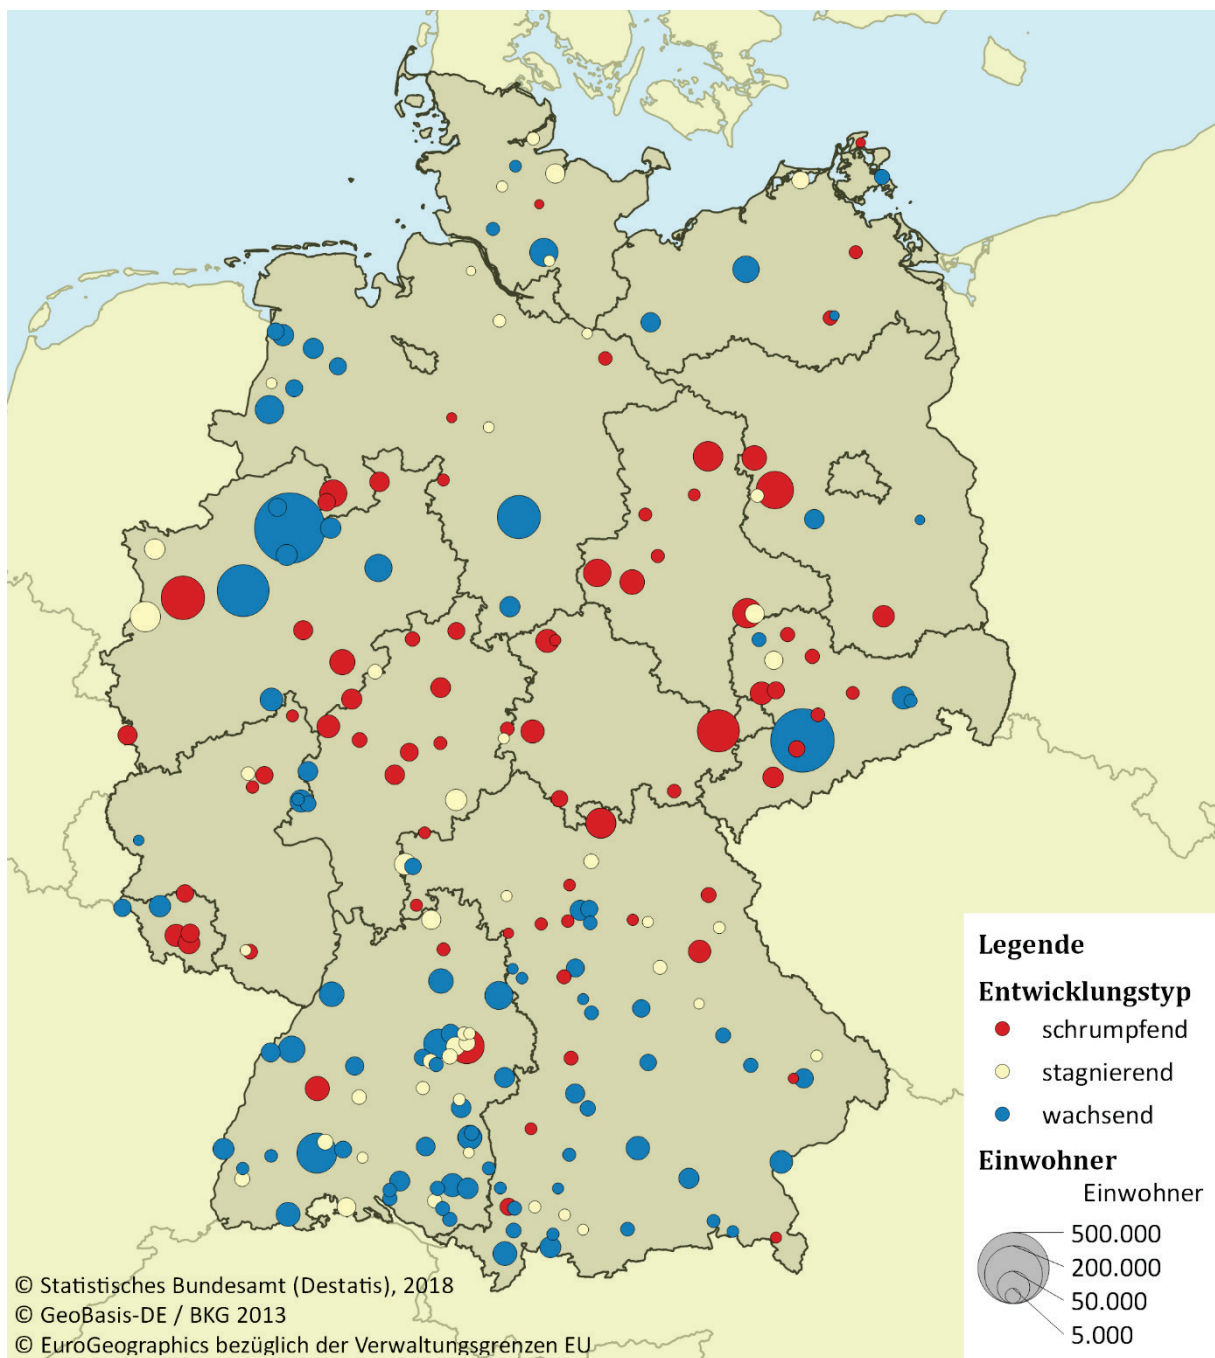 Legende
Entwicklungstyp
schrumpfend
stagnierend
wachsend
Einwohner
Einwohner
500.000
200.000
50.000
5.000
© Statistisches Bundesamt (Destatis), 2018
© GeoBasis-DE / BKG 2013
© EuroGeographics bezüglich der Verwaltungsgrenzen EU